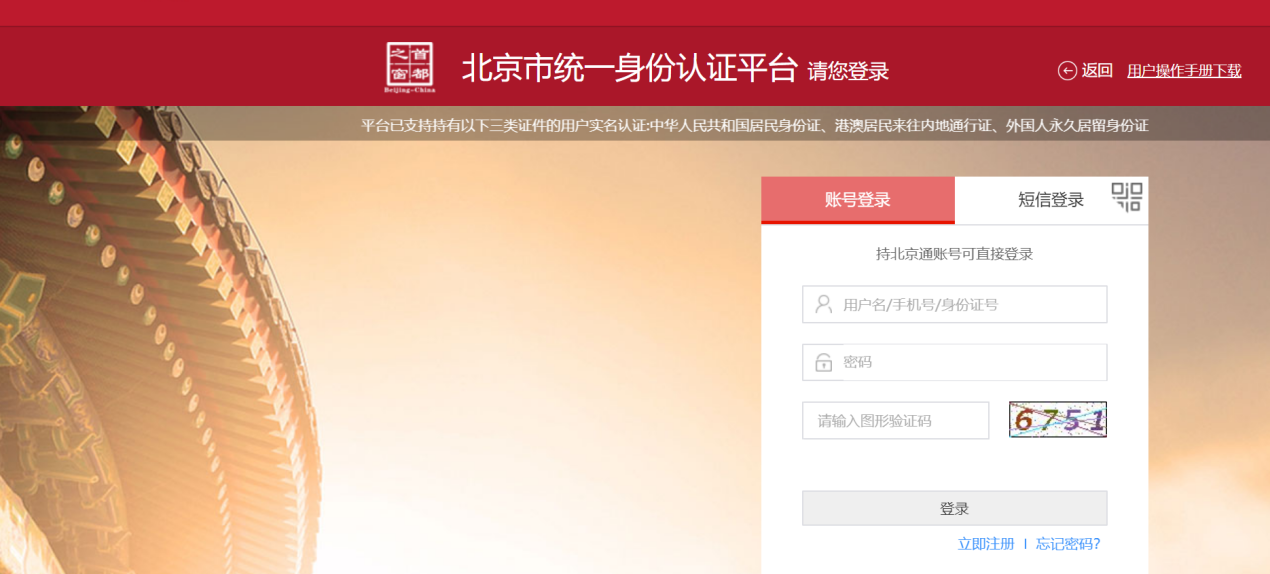 首都之窗
Beijing-China
北京市统一身份认证平台 请您登录
返回 用户操作手册下载
平台已支持持有以下三类证件的用户实名认证:中华人民共和国居民身份证、港澳居民来往内地通行证、外国人永久居留身份证
账号登录 短信登录
持北京通账号可直接登录
用户名/手机号/身份证号
密码
请输入图形验证码 6751
登录
立即注册 | 忘记密码?